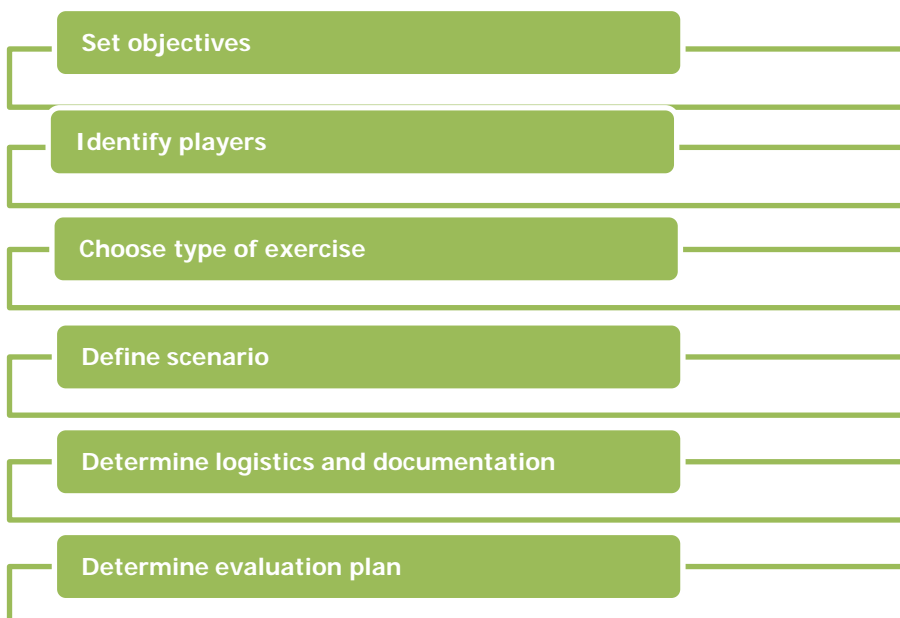 Set objectives
Identify players
Choose type of exercise
Define scenario
Determine logistics and documentation
Determine evaluation plan